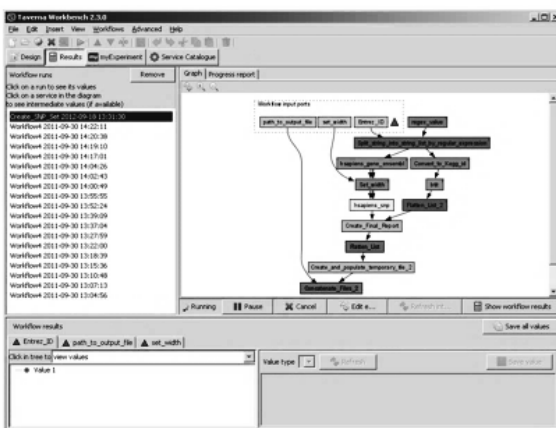 Taverna Workbench 2.3.0
File Edit Insert View Workflows Advanced Help
Design Results myExperiment Service Catalogue
Workflow runs Remove
Click on a run to see its values
Click on a service in the diagram
to see intermediate values (if available)
Create_SNP_Set 2012-09-18 13:31:30
Workflow4 2011-09-30 14:22:11
Workflow4 2011-09-30 14:20:38
Workflow4 2011-09-30 14:19:10
Workflow4 2011-09-30 14:17:01
Workflow4 2011-09-30 14:04:26
Workflow4 2011-09-30 14:02:43
Workflow4 2011-09-30 14:00:49
Workflow4 2011-09-30 13:55:55
Workflow4 2011-09-30 13:52:24
Workflow4 2011-09-30 13:39:09
Workflow4 2011-09-30 13:37:04
Workflow4 2011-09-30 13:27:59
Workflow4 2011-09-30 13:22:00
Workflow4 2011-09-30 13:18:39
Workflow4 2011-09-30 13:15:36
Workflow4 2011-09-30 13:10:48
Workflow4 2011-09-30 13:07:13
Workflow4 2011-09-30 13:04:56
Graph Progress report
Workflow input ports
path_to_output_file set_width Entrez_ID regex_value
Split_string_into_string_list_by_regular_expression
hsapiens_gene_ensembl Convert_to_Kegg_id
Set_width
hsapiens_snp Flatten_List_2
Create_Final_Report
Flatten_List
Create_and_populate_temporary_file_2
Concatenate_Files_2
Running Pause Cancel Edit e... Show workflow results
Workflow results Save all values
Entrez_ID path_to_output_file set_width
Click in tree to view values Value type Refresh Save value
Value 1